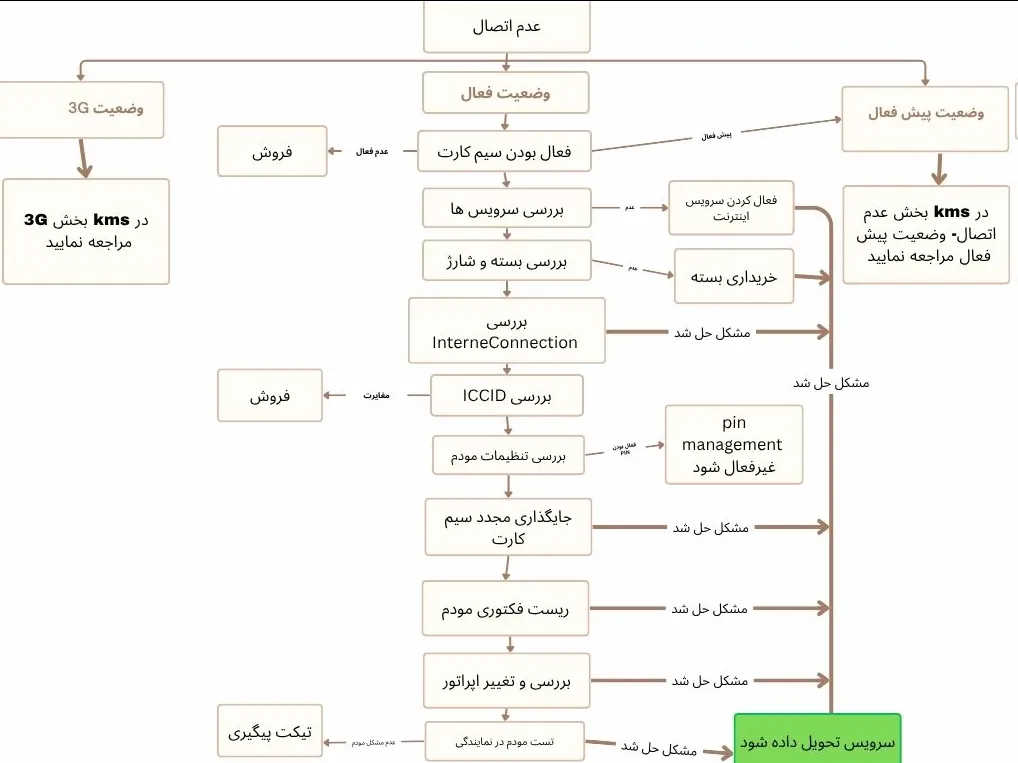 عدم اتصال
وضعیت فعال
وضعیت 3G
وضعیت پیش فعال
فعال بودن سیم کارت
عدم فعال
فروش
پیش فعال
در kms بخش 3G
مراجعه نمایید
در kms بخش عدم
اتصال- وضعیت پیش
فعال مراجعه نمایید
بررسی سرویس ها
عدم
فعال کردن سرویس
اینترنت
بررسی بسته و شارژ
عدم
خریداری بسته
بررسی
InterneConnection
مشکل حل شد
مشکل حل شد
بررسی ICCID
مغایرت
فروش
بررسی تنظیمات مودم
فعال بودن
PIN
pin
management
غیرفعال شود
جایگذاری مجدد سیم
کارت
مشکل حل شد
ریست فکتوری مودم
مشکل حل شد
بررسی و تغییر اپراتور
مشکل حل شد
تست مودم در نمایندگی
عدم مشکل مودم
تیکت پیگیری
مشکل حل شد
سرویس تحویل داده شود